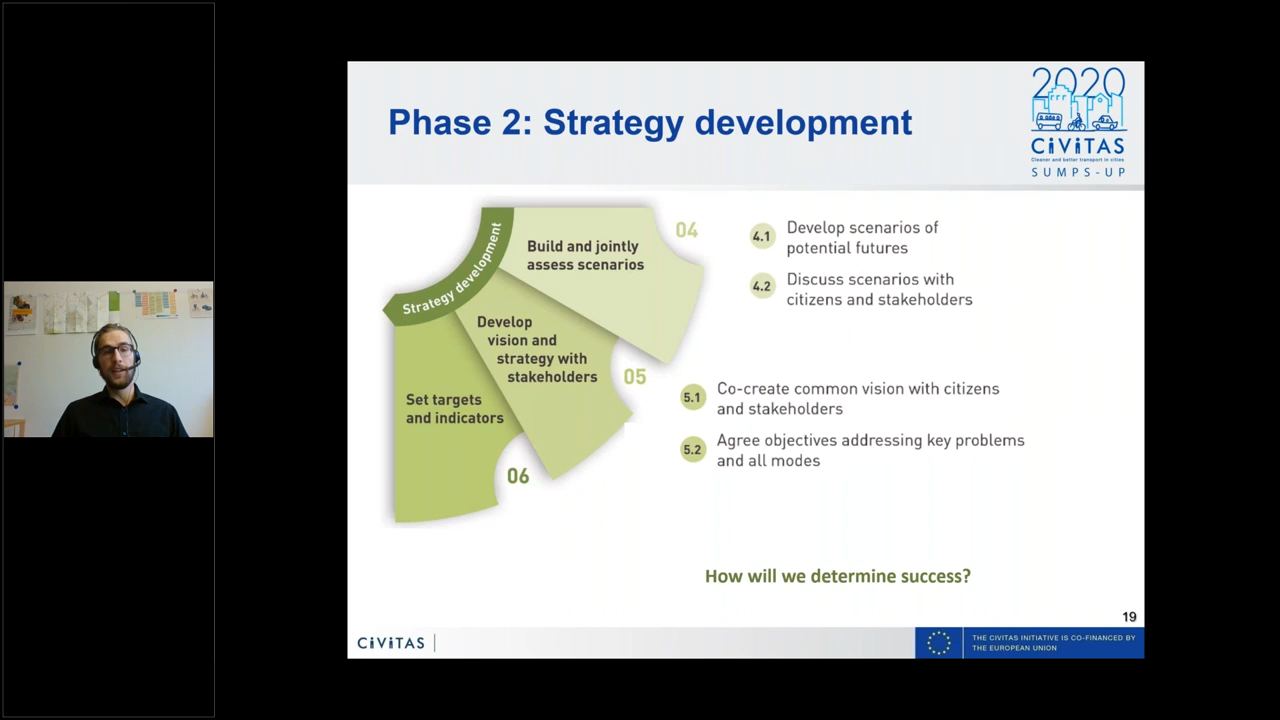 Phase 2: Strategy development
2020
CiViTAS
Cleaner and better transport in cities
SUMPS-UP
Strategy development
Build and jointly
assess scenarios
04
4.1
Develop scenarios of
potential futures
4.2
Discuss scenarios with
citizens and stakeholders
Develop
vision and
strategy with
stakeholders
05
5.1
Co-create common vision with citizens
and stakeholders
5.2
Agree objectives addressing key problems
and all modes
Set targets
and indicators
06
How will we determine success?
19
CiViTAS
THE CIVITAS INITIATIVE IS CO-FINANCED BY
THE EUROPEAN UNION